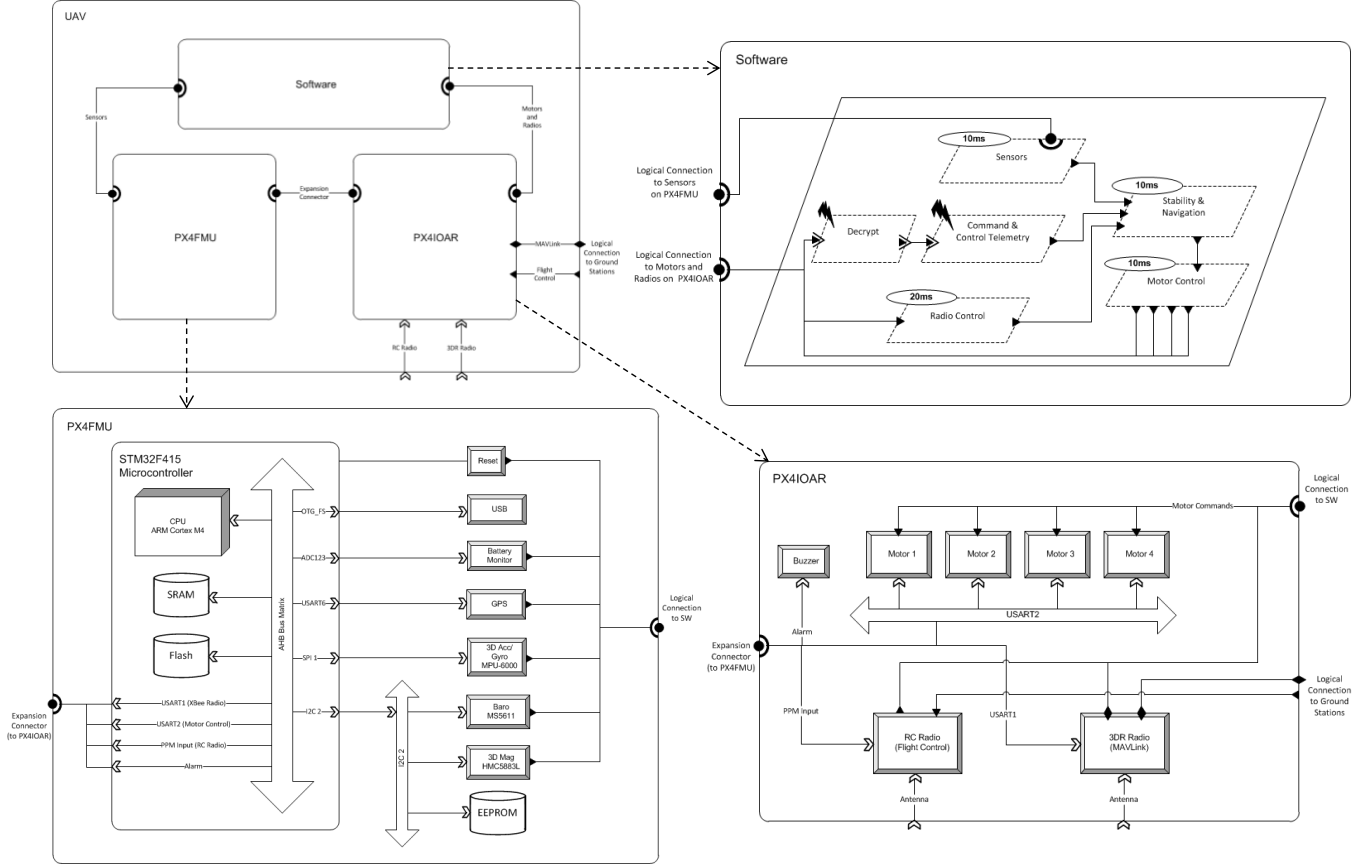 UAV
Software
Sensors
Motors
and
Radios
PX4FMU
Expansion
Connector
PX4IOAR
MAVLink
Flight
Control
Logical
Connection
to Ground
Stations
RC Radio
3DR Radio
Software
Logical Connection
to Sensors
on PX4FMU
Logical Connection
to Motors and
Radios on PX4IOAR
10ms
Sensors
10ms
Stability &
Navigation
Decrypt
Command &
Control Telemetry
10ms
Motor Control
20ms
Radio Control
PX4FMU
STM32F415
Microcontroller
CPU
ARM Cortex M4
SRAM
Flash
AHB Bus Matrix
OTG_FS
ADC123
USART6
SPI 1
I2C 2
USART1 (XBee Radio)
USART2 (Motor Control)
PPM Input (RC Radio)
Alarm
Expansion
Connector
(to PX4IOAR)
Reset
USB
Battery
Monitor
GPS
3D Acc/
Gyro
MPU-6000
Baro
MS5611
3D Mag
HMC5883L
EEPROM
I2C 2
Logical
Connection
to SW
PX4IOAR
Motor Commands
Logical
Connection
to SW
Buzzer
Motor 1
Motor 2
Motor 3
Motor 4
USART2
Alarm
Expansion
Connector
(to PX4FMU)
PPM Input
USART1
RC Radio
(Flight Control)
3DR Radio
(MAVLink)
Logical
Connection
to Ground
Stations
Antenna
Antenna